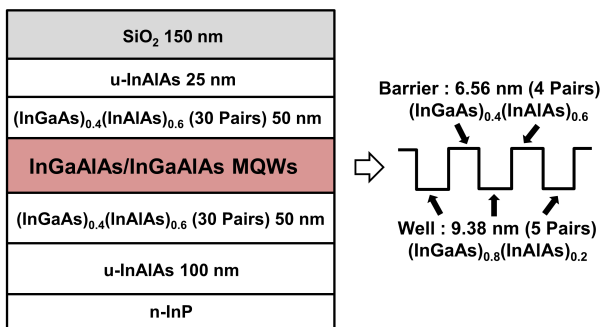 SiO₂ 150 nm
u-InAlAs 25 nm
(InGaAs)₀.₄(InAlAs)₀.₆ (30 Pairs) 50 nm
InGaAlAs/InGaAlAs MQWs
(InGaAs)₀.₄(InAlAs)₀.₆ (30 Pairs) 50 nm
u-InAlAs 100 nm
n-InP
Barrier : 6.56 nm (4 Pairs)
(InGaAs)₀.₄(InAlAs)₀.₆
Well : 9.38 nm (5 Pairs)
(InGaAs)₀.₈(InAlAs)₀.₂